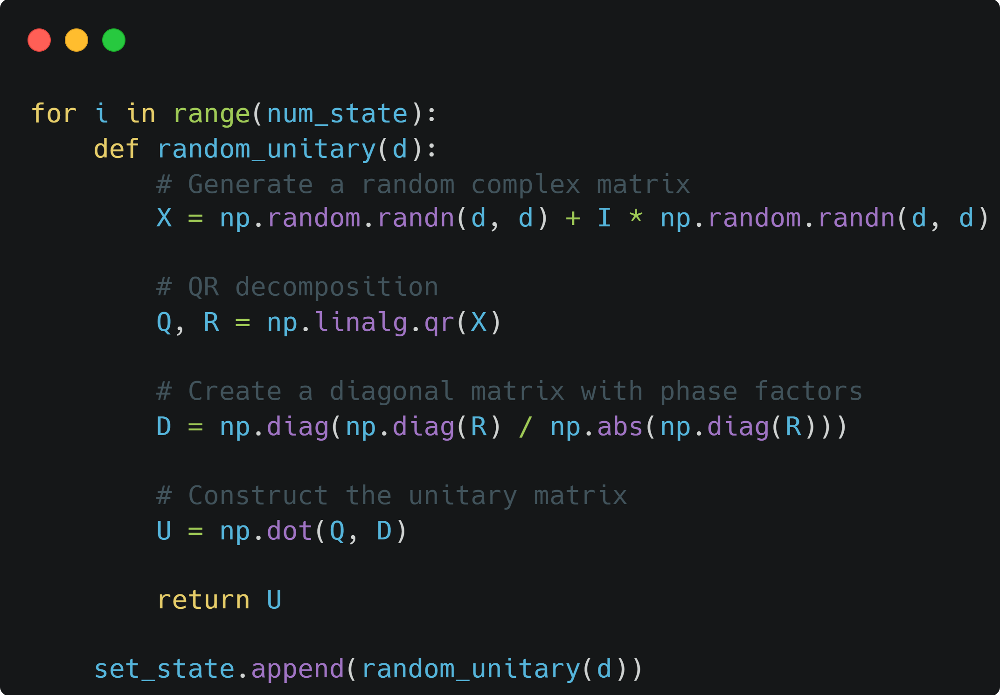 for i in range(num_state):
    def random_unitary(d):
        # Generate a random complex matrix
        X = np.random.randn(d, d) + I * np.random.randn(d, d)
        # QR decomposition
        Q, R = np.linalg.qr(X)
        # Create a diagonal matrix with phase factors
        D = np.diag(np.diag(R) / np.abs(np.diag(R)))
        # Construct the unitary matrix
        U = np.dot(Q, D)
        return U
    set_state.append(random_unitary(d))